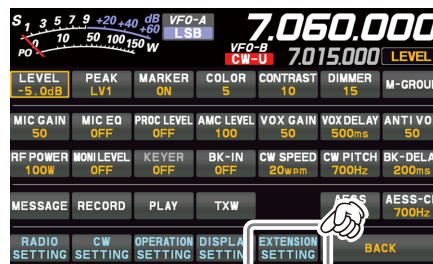 S 1 3 5 7 9 +20 +40 +60 dB VFO-A
LSB
7.060.000
PO 0 10 50 100 150 W
VFO-B
CW-U 7.015.000 LEVEL
LEVEL PEAK MARKER COLOR CONTRAST DIMMER M-GROU
-5.0dB LV1 ON 5 10 15
MIC GAIN MIC EQ PROC LEVEL AMC LEVEL VOX GAIN VOX DELAY ANTI VO
50 OFF OFF 100 50 500ms 50
RF POWER MONI LEVEL KEYER BK-IN CW SPEED CW PITCH BK-DELA
100W OFF OFF OFF 20wpm 700Hz 200ms
MESSAGE RECORD PLAY TXW AESS AESS-C
700Hz
RADIO CW OPERATION DISPLA EXTENSION BACK
SETTING SETTING SETTING SETTIN SETTING